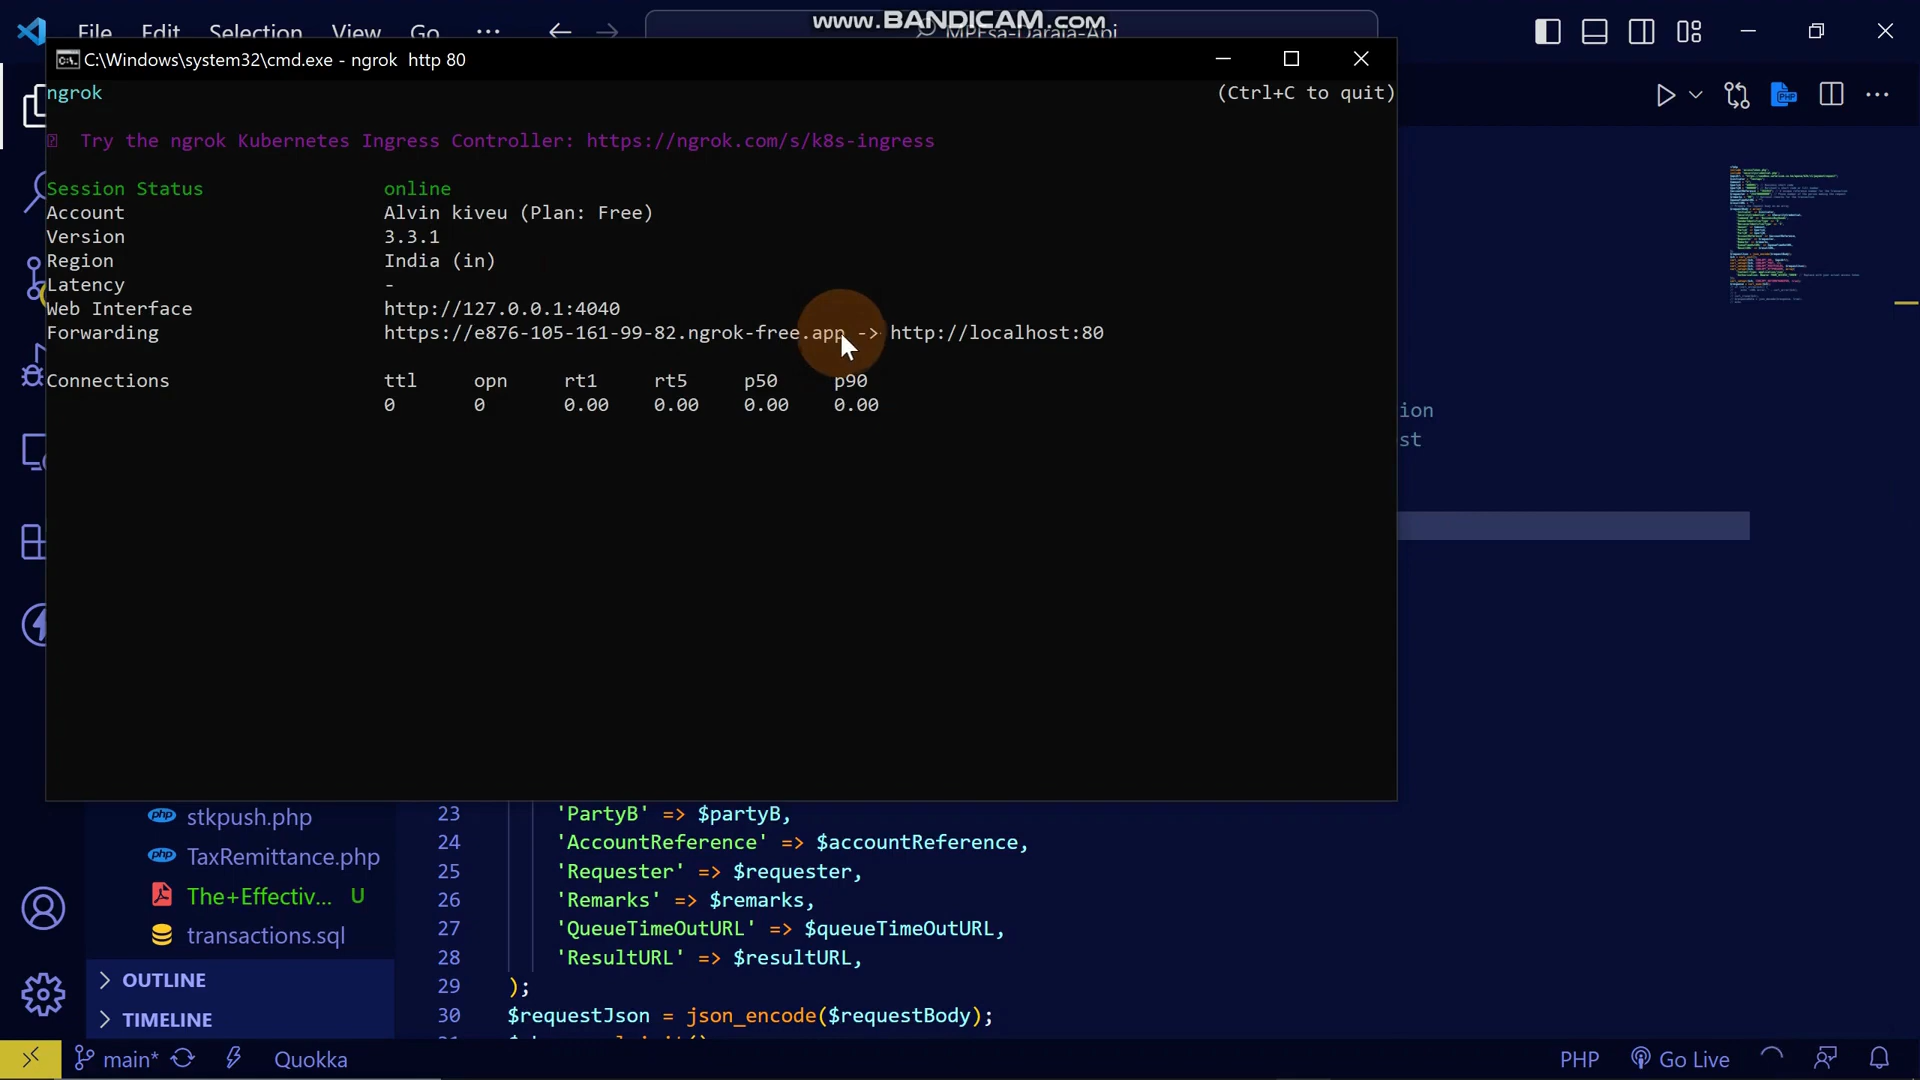 www.BANDICAM.com
File Edit Selection View Go ...
MPEsa-Daraja-Api
C:\Windows\system32\cmd.exe - ngrok  http 80
ngrok (Ctrl+C to quit)
Try the ngrok Kubernetes Ingress Controller: https://ngrok.com/s/k8s-ingress
Session Status online
Account Alvin kiveu (Plan: Free)
Version 3.3.1
Region India (in)
Latency -
Web Interface http://127.0.0.1:4040
Forwarding https://e876-105-161-99-82.ngrok-free.app -> http://localhost:80
Connections ttl opn rt1 rt5 p50 p90
0 0 0.00 0.00 0.00 0.00
ion
st
stkpush.php
TaxRemittance.php
The+Effectiv... U
transactions.sql
OUTLINE
TIMELINE
23 'PartyB' => $partyB,
24 'AccountReference' => $accountReference,
25 'Requester' => $requester,
26 'Remarks' => $remarks,
27 'QueueTimeOutURL' => $queueTimeOutURL,
28 'ResultURL' => $resultURL,
29 );
30 $requestJson = json_encode($requestBody);
main* Quokka PHP Go Live